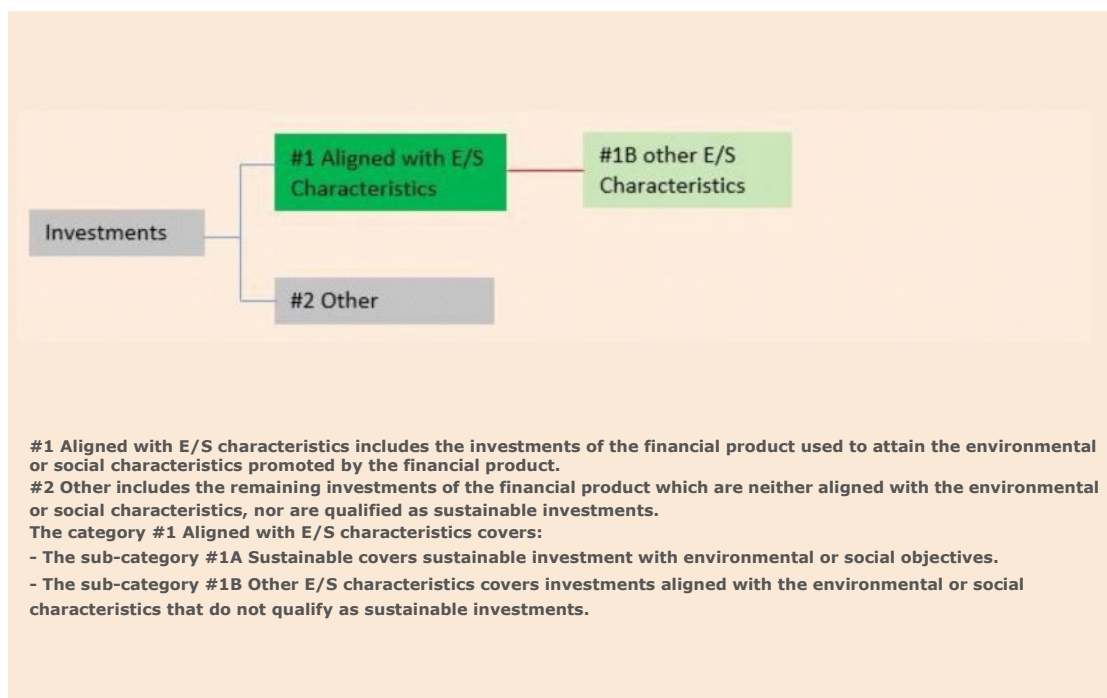 #1 Aligned with E/S
Characteristics
#1B other E/S
Characteristics
Investments
#2 Other
#1 Aligned with E/S characteristics includes the investments of the financial product used to attain the environmental
or social characteristics promoted by the financial product.
#2 Other includes the remaining investments of the financial product which are neither aligned with the environmental
or social characteristics, nor are qualified as sustainable investments.
The category #1 Aligned with E/S characteristics covers:
- The sub-category #1A Sustainable covers sustainable investment with environmental or social objectives.
- The sub-category #1B Other E/S characteristics covers investments aligned with the environmental or social
characteristics that do not qualify as sustainable investments.